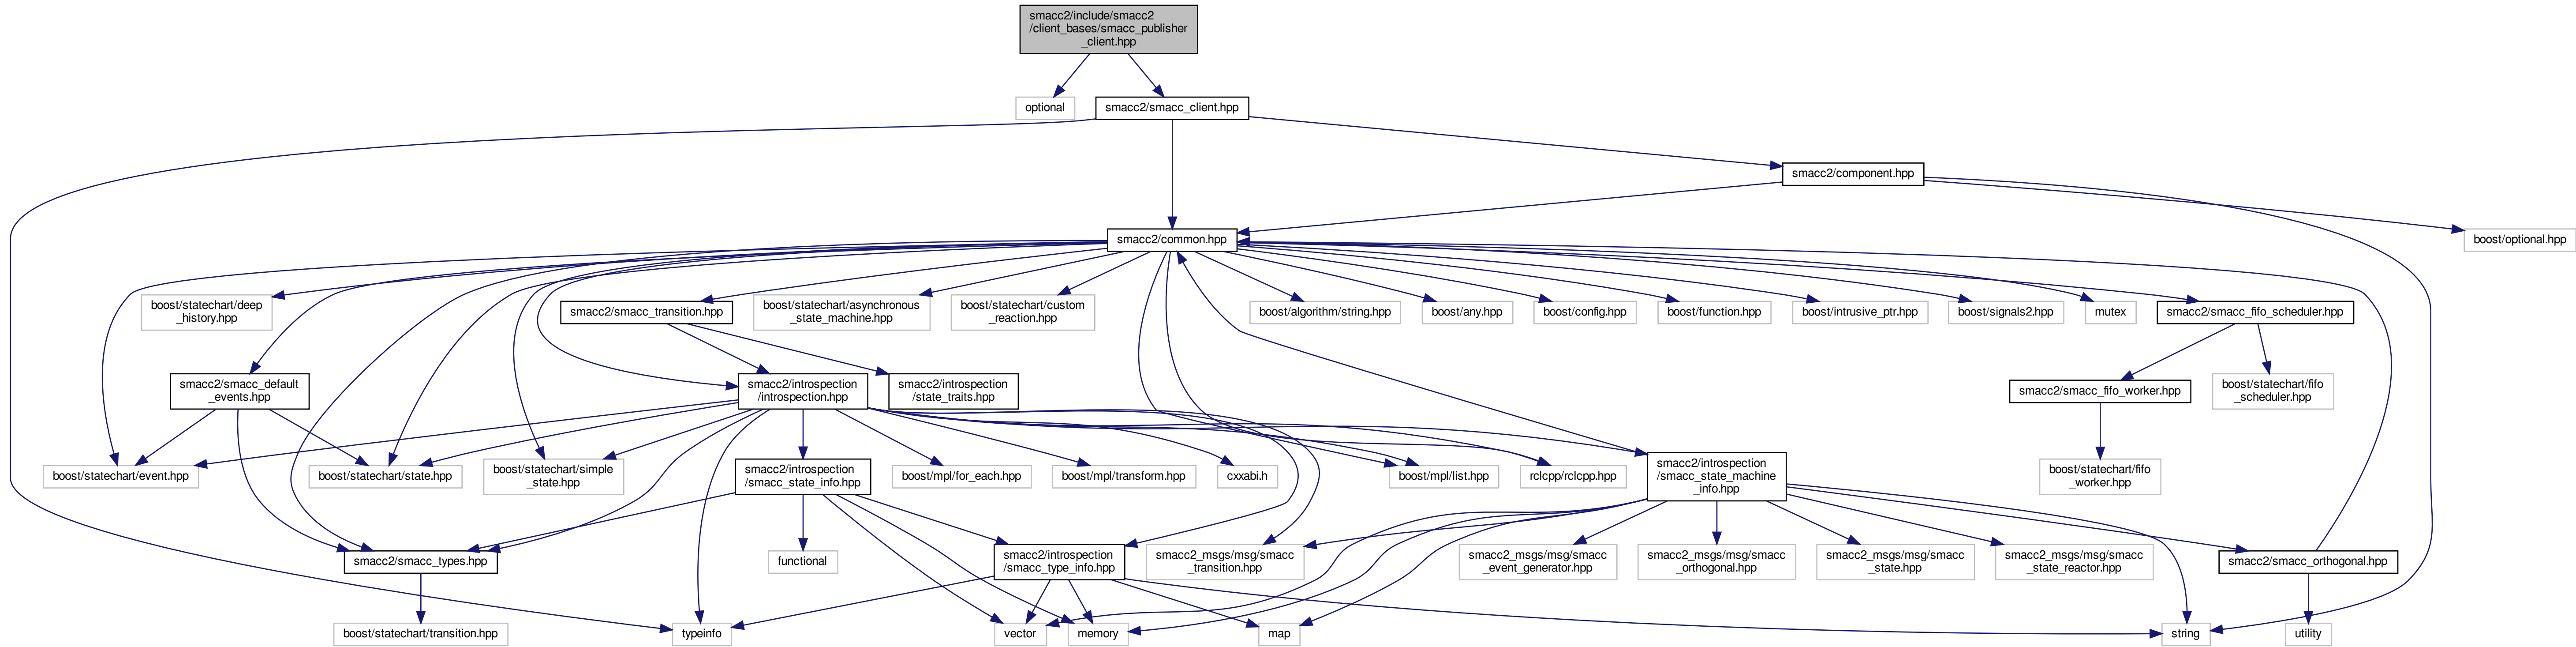 smacc2/include/smacc2
/client_bases/smacc_publisher
_client.hpp
optional
smacc2/smacc_client.hpp
smacc2/component.hpp
smacc2/common.hpp
boost/optional.hpp
boost/statechart/deep
_history.hpp
smacc2/smacc_transition.hpp
boost/statechart/asynchronous
_state_machine.hpp
boost/statechart/custom
_reaction.hpp
boost/algorithm/string.hpp
boost/any.hpp
boost/config.hpp
boost/function.hpp
boost/intrusive_ptr.hpp
boost/signals2.hpp
mutex
smacc2/smacc_fifo_scheduler.hpp
smacc2/smacc_default
_events.hpp
smacc2/introspection
/introspection.hpp
smacc2/introspection
/state_traits.hpp
smacc2/smacc_fifo_worker.hpp
boost/statechart/fifo
_scheduler.hpp
boost/statechart/event.hpp
boost/statechart/state.hpp
boost/statechart/simple
_state.hpp
smacc2/introspection
/smacc_state_info.hpp
boost/mpl/for_each.hpp
boost/mpl/transform.hpp
cxxabi.h
boost/mpl/list.hpp
rclcpp/rclcpp.hpp
smacc2/introspection
/smacc_state_machine
_info.hpp
boost/statechart/fifo
_worker.hpp
smacc2/smacc_types.hpp
functional
smacc2/introspection
/smacc_type_info.hpp
smacc2_msgs/msg/smacc
_transition.hpp
smacc2_msgs/msg/smacc
_event_generator.hpp
smacc2_msgs/msg/smacc
_orthogonal.hpp
smacc2_msgs/msg/smacc
_state.hpp
smacc2_msgs/msg/smacc
_state_reactor.hpp
smacc2/smacc_orthogonal.hpp
boost/statechart/transition.hpp
typeinfo
vector
memory
map
string
utility